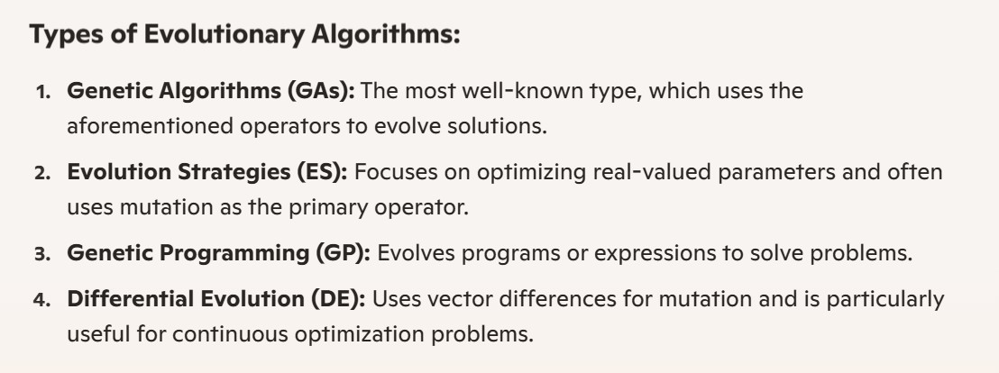 Types of Evolutionary Algorithms:
1. Genetic Algorithms (GAs): The most well-known type, which uses the
aforementioned operators to evolve solutions.
2. Evolution Strategies (ES): Focuses on optimizing real-valued parameters and often
uses mutation as the primary operator.
3. Genetic Programming (GP): Evolves programs or expressions to solve problems.
4. Differential Evolution (DE): Uses vector differences for mutation and is particularly
useful for continuous optimization problems.